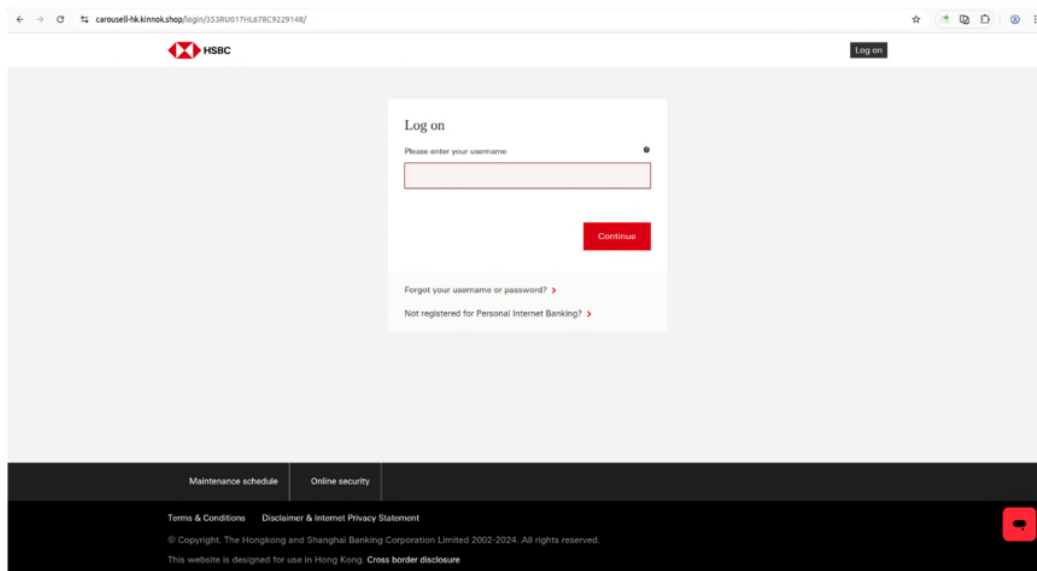 carousell-hk.kinnok.shop/login/353RU017HL678C9229148/
HSBC
Log on
Log on
Please enter your username
Continue
Forgot your username or password?
Not registered for Personal Internet Banking?
Maintenance schedule
Online security
Terms & Conditions
Disclaimer & Internet Privacy Statement
© Copyright. The Hongkong and Shanghai Banking Corporation Limited 2002-2024. All rights reserved.
This website is designed for use in Hong Kong. Cross border disclosure